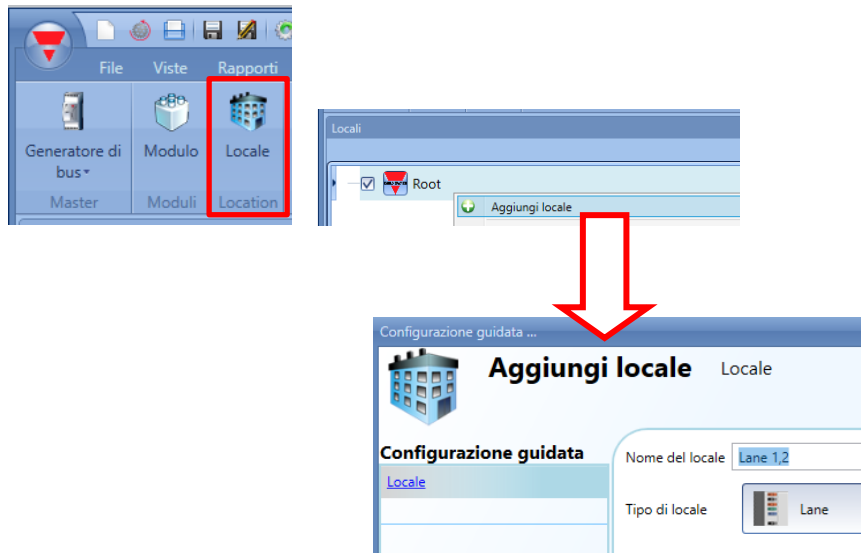 File Viste Rapporti
Generatore di bus
Modulo
Locale
Master
Moduli
Location
Locali
Root
Aggiungi locale
Configurazione guidata ...
Aggiungi locale Locale
Configurazione guidata
Locale
Nome del locale Lane 1,2
Tipo di locale Lane